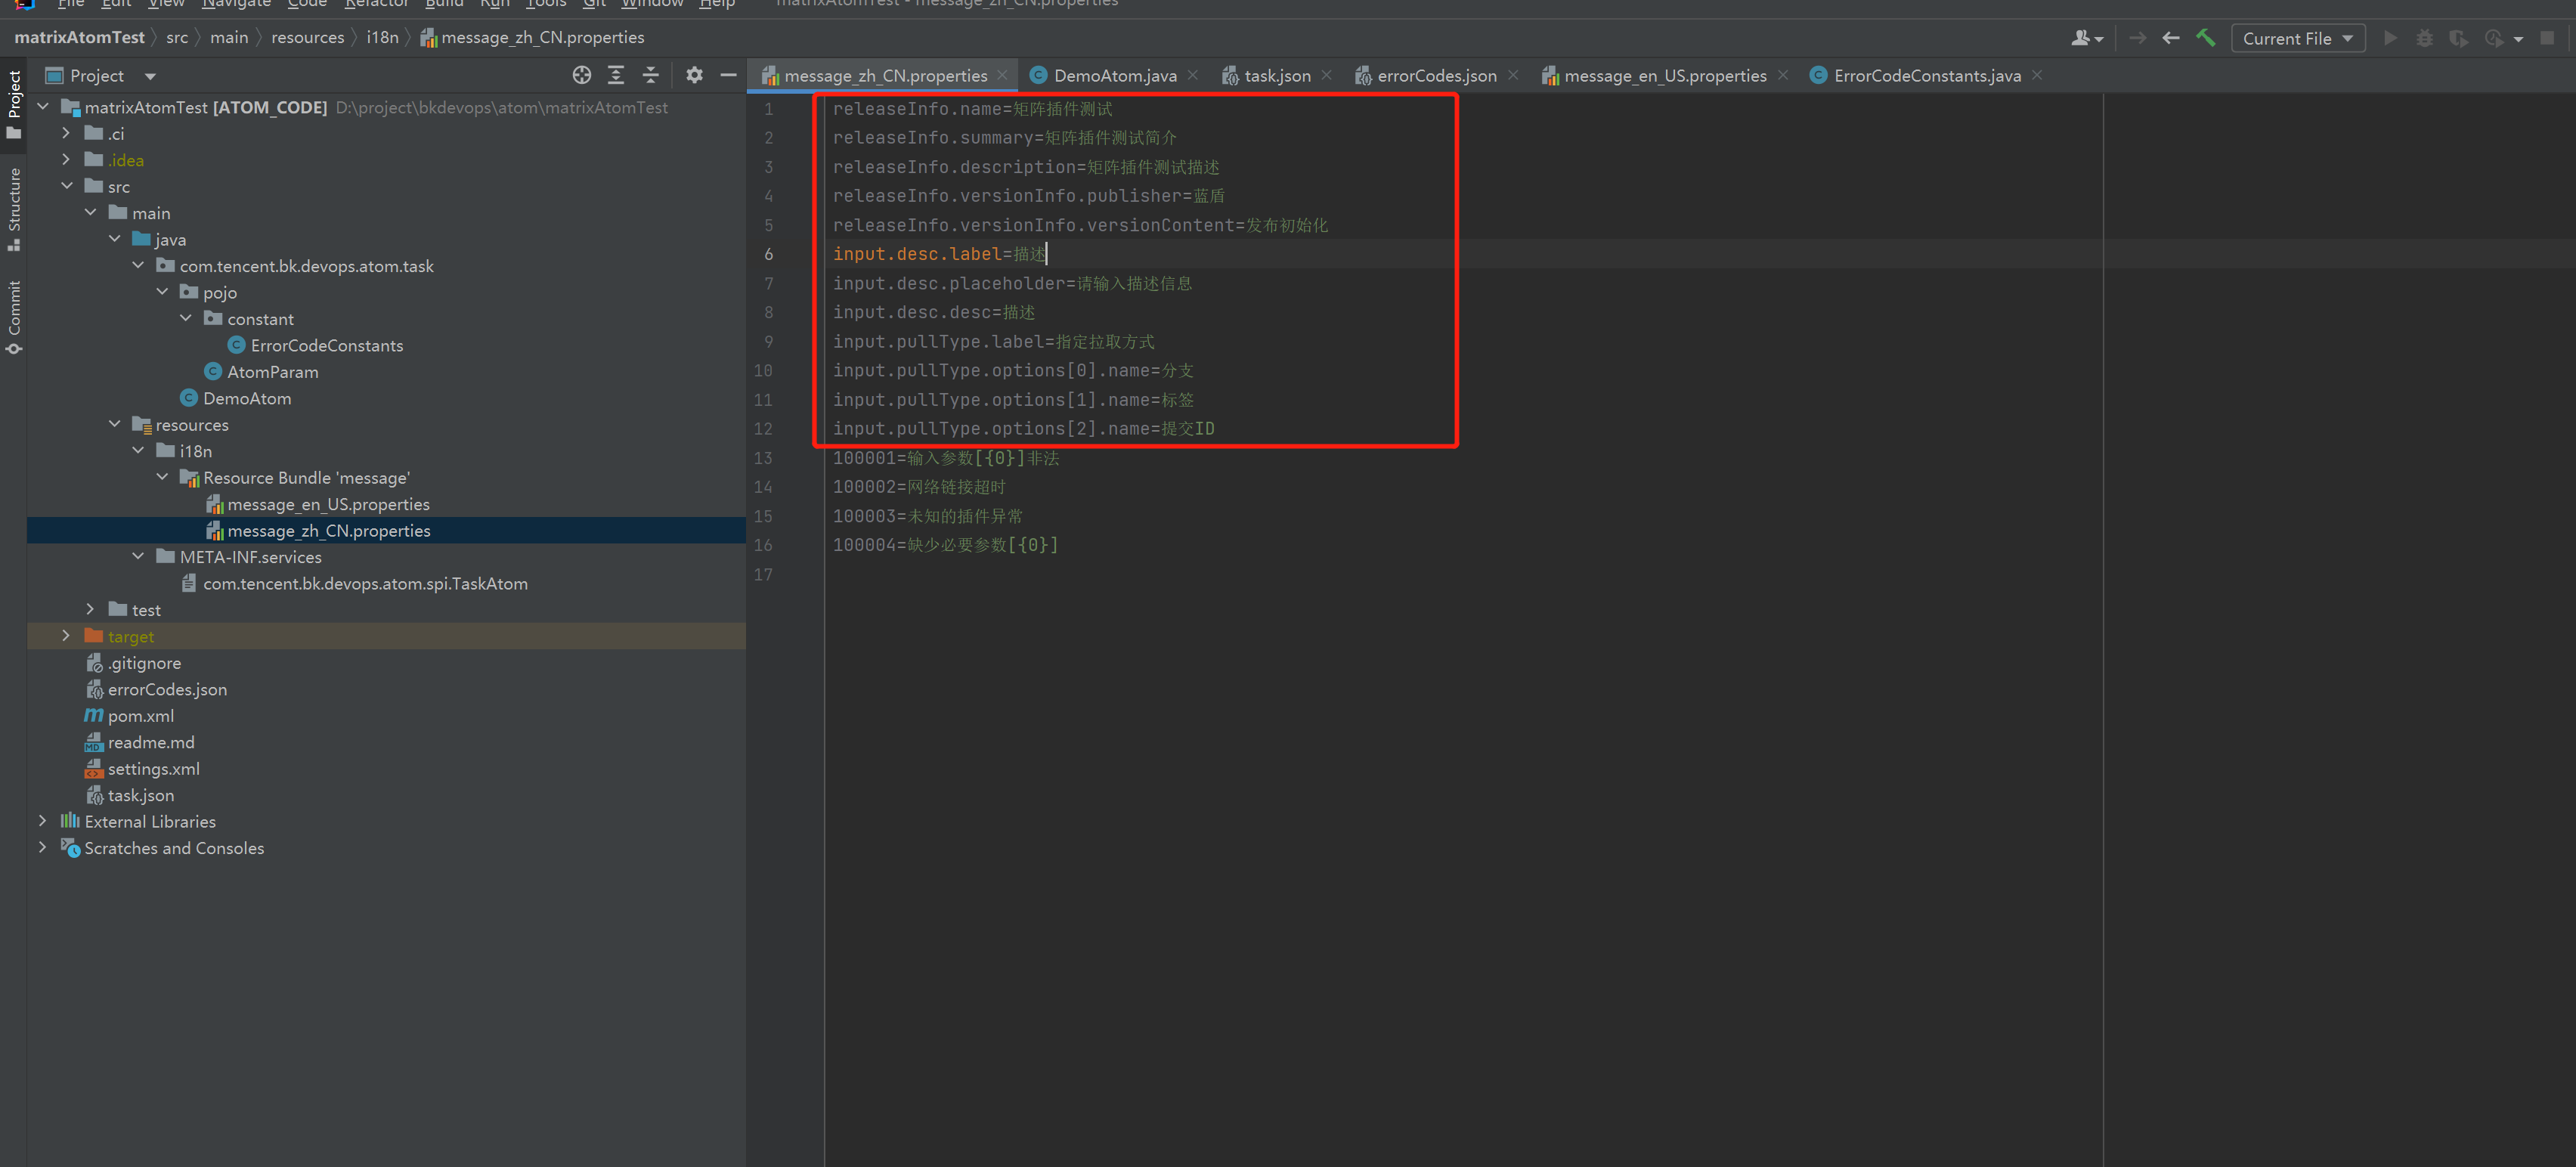 File Edit View Navigate Code Refactor Build Run Tools Git Window Help matrixAtomTest - message_zh_CN.properties
matrixAtomTest src main resources i18n message_zh_CN.properties
Current File
Project
message_zh_CN.properties DemoAtom.java task.json errorCodes.json message_en_US.properties ErrorCodeConstants.java
Project
Structure
Commit
matrixAtomTest [ATOM_CODE] D:\project\bkdevops\atom\matrixAtomTest
.ci
.idea
src
main
java
com.tencent.bk.devops.atom.task
pojo
constant
ErrorCodeConstants
AtomParam
DemoAtom
resources
i18n
Resource Bundle 'message'
message_en_US.properties
message_zh_CN.properties
META-INF.services
com.tencent.bk.devops.atom.spi.TaskAtom
test
target
.gitignore
errorCodes.json
pom.xml
readme.md
settings.xml
task.json
External Libraries
Scratches and Consoles
1 releaseInfo.name=矩阵插件测试
2 releaseInfo.summary=矩阵插件测试简介
3 releaseInfo.description=矩阵插件测试描述
4 releaseInfo.versionInfo.publisher=蓝盾
5 releaseInfo.versionInfo.versionContent=发布初始化
6 input.desc.label=描述
7 input.desc.placeholder=请输入描述信息
8 input.desc.desc=描述
9 input.pullType.label=指定拉取方式
10 input.pullType.options[0].name=分支
11 input.pullType.options[1].name=标签
12 input.pullType.options[2].name=提交ID
13 100001=输入参数[{0}]非法
14 100002=网络链接超时
15 100003=未知的插件异常
16 100004=缺少必要参数[{0}]
17